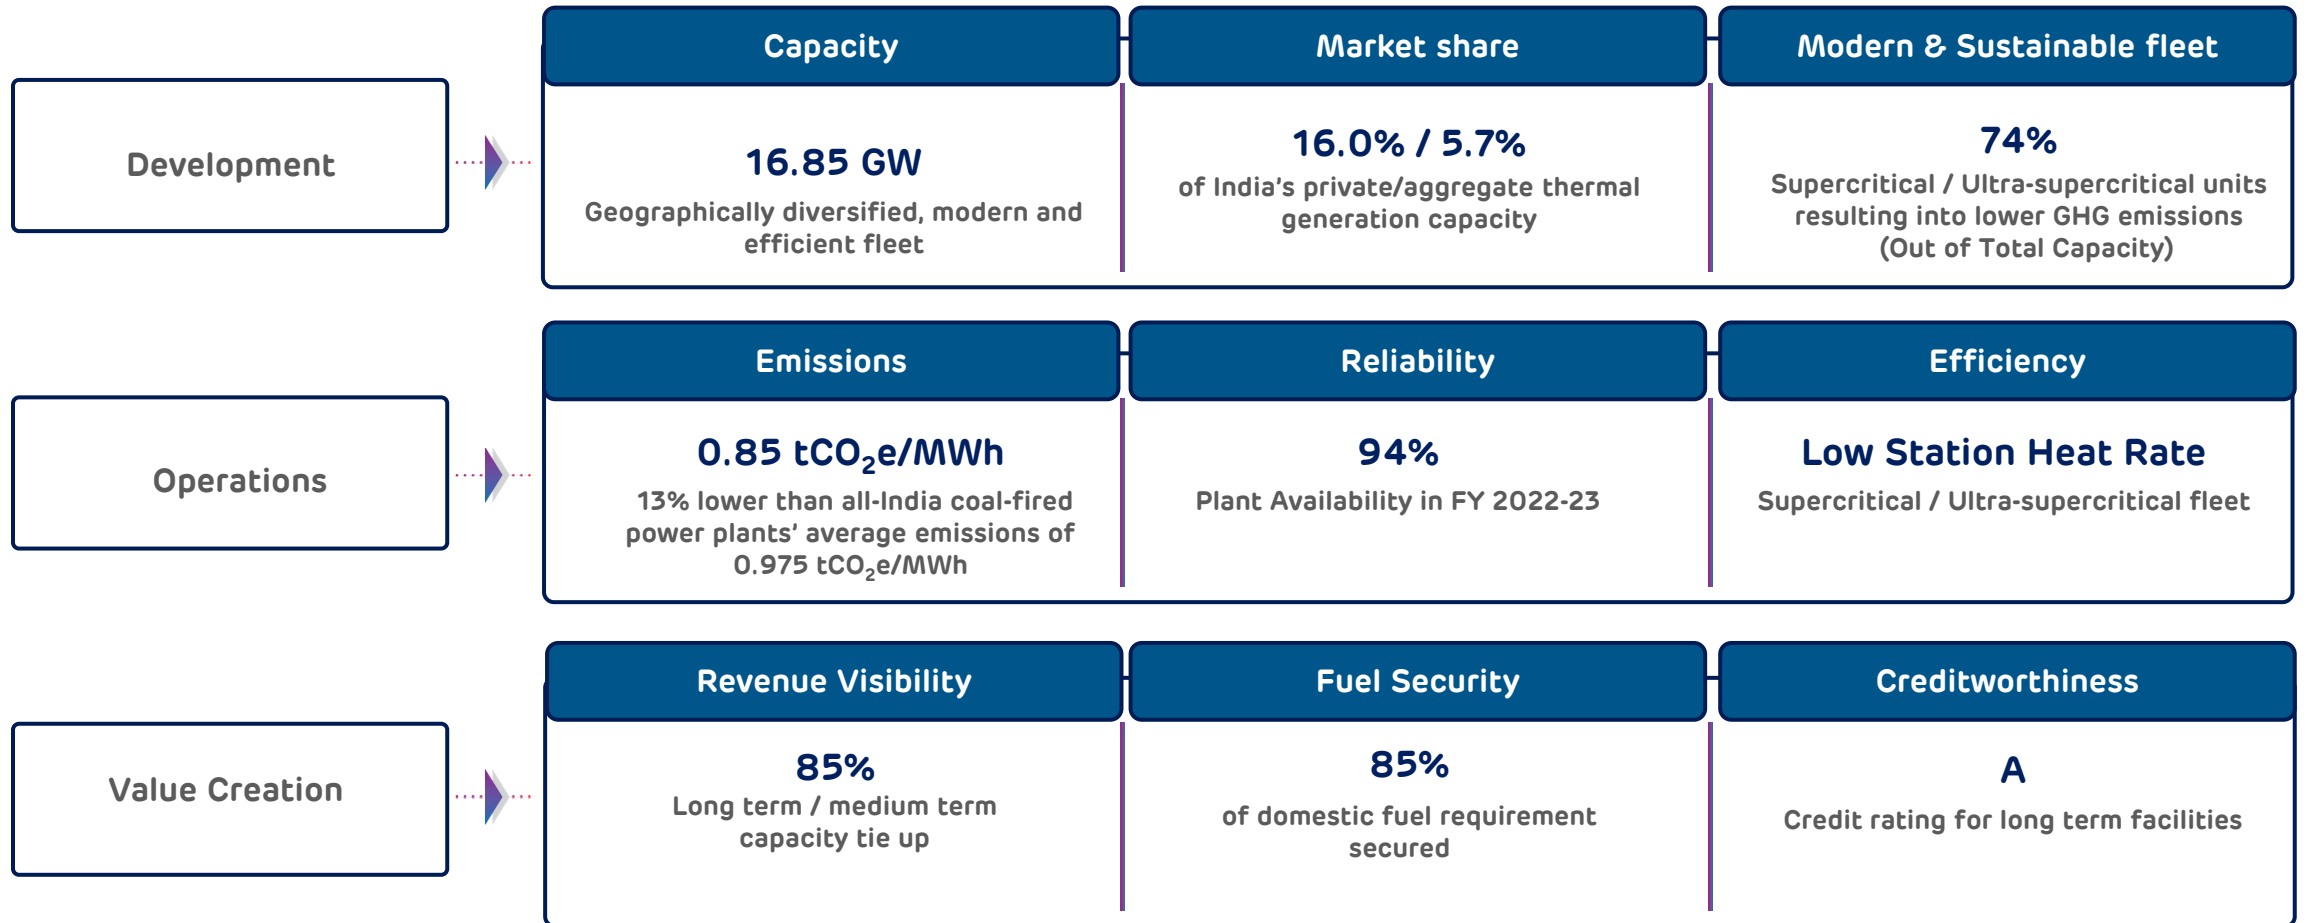 Development
Capacity
16.85 GW
Geographically diversified, modern and
efficient fleet
Market share
16.0% / 5.7%
of India's private/aggregate thermal
generation capacity
Modern & Sustainable fleet
74%
Supercritical / Ultra-supercritical units
resulting into lower GHG emissions
(Out of Total Capacity)
Operations
Emissions
0.85 tCO₂e/MWh
13% lower than all-India coal-fired
power plants' average emissions of
0.975 tCO₂e/MWh
Reliability
94%
Plant Availability in FY 2022-23
Efficiency
Low Station Heat Rate
Supercritical / Ultra-supercritical fleet
Value Creation
Revenue Visibility
85%
Long term / medium term
capacity tie up
Fuel Security
85%
of domestic fuel requirement
secured
Creditworthiness
A
Credit rating for long term facilities